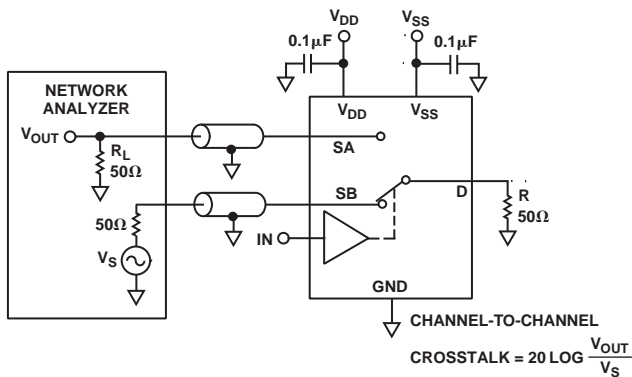 VDD
VSS
0.1µF
0.1µF
NETWORK
ANALYZER
VDD
VSS
VOUT
RL
50Ω
SA
SB
D
R
50Ω
50Ω
VS
IN
GND
CHANNEL-TO-CHANNEL
CROSSTALK = 20 LOG VOUT/VS